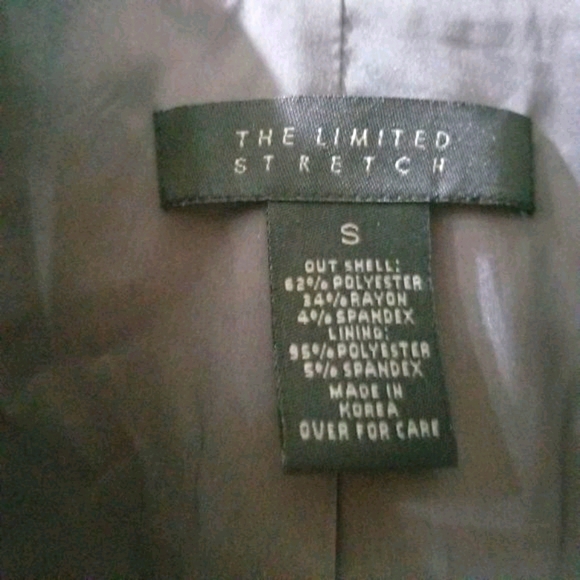 THE LIMITED
STRETCH
S
OUT SHELL:
62% POLYESTER
34% RAYON
4% SPANDEX
LINING:
95% POLYESTER
5% SPANDEX
MADE IN
KOREA
OVER FOR CARE